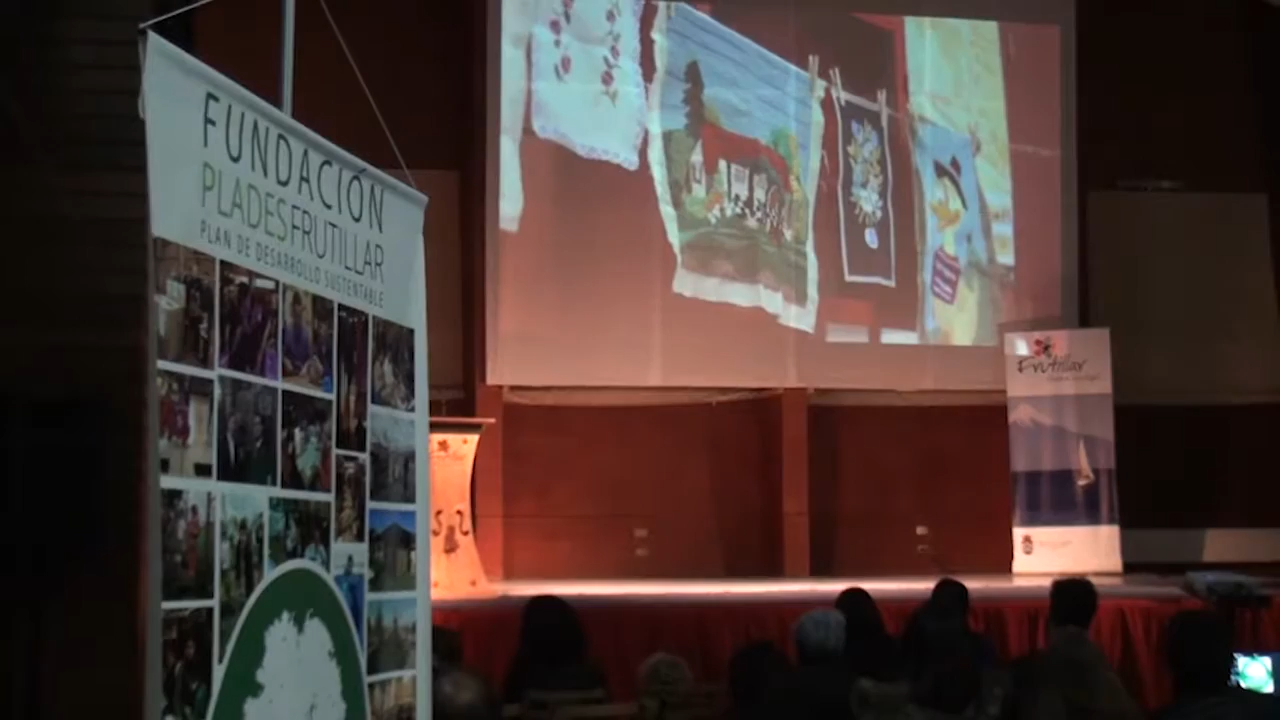 FUNDACIÓN
PLADESFRUTILLAR
PLAN DE DESARROLLO SUSTENTABLE
Frutillar